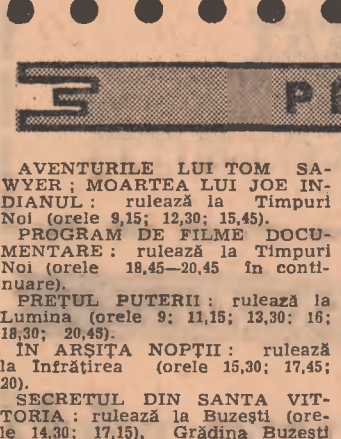 PE
AVENTURILE LUI TOM SA-
WYER ; MOARTEA LUI JOE IN-
DIANUL : rulează la Timpuri
Noi (orele 9,15; 12,30; 15,45).
PROGRAM DE FILME DOCU-
MENTARE : rulează la Timpuri
Noi (orele 18,45—20,45 în conti-
nuare).
PREȚUL PUTERII : rulează la
Lumina (orele 9; 11,15; 13,30; 16;
18,30; 20,45).
ÎN ARȘIȚA NOPȚII : rulează
la Înfrățirea (orele 15,30; 17,45;
20).
SECRETUL DIN SANTA VIT-
TORIA : rulează la Buzești (ore-
le 14,30; 17,15), Grădina Buzești